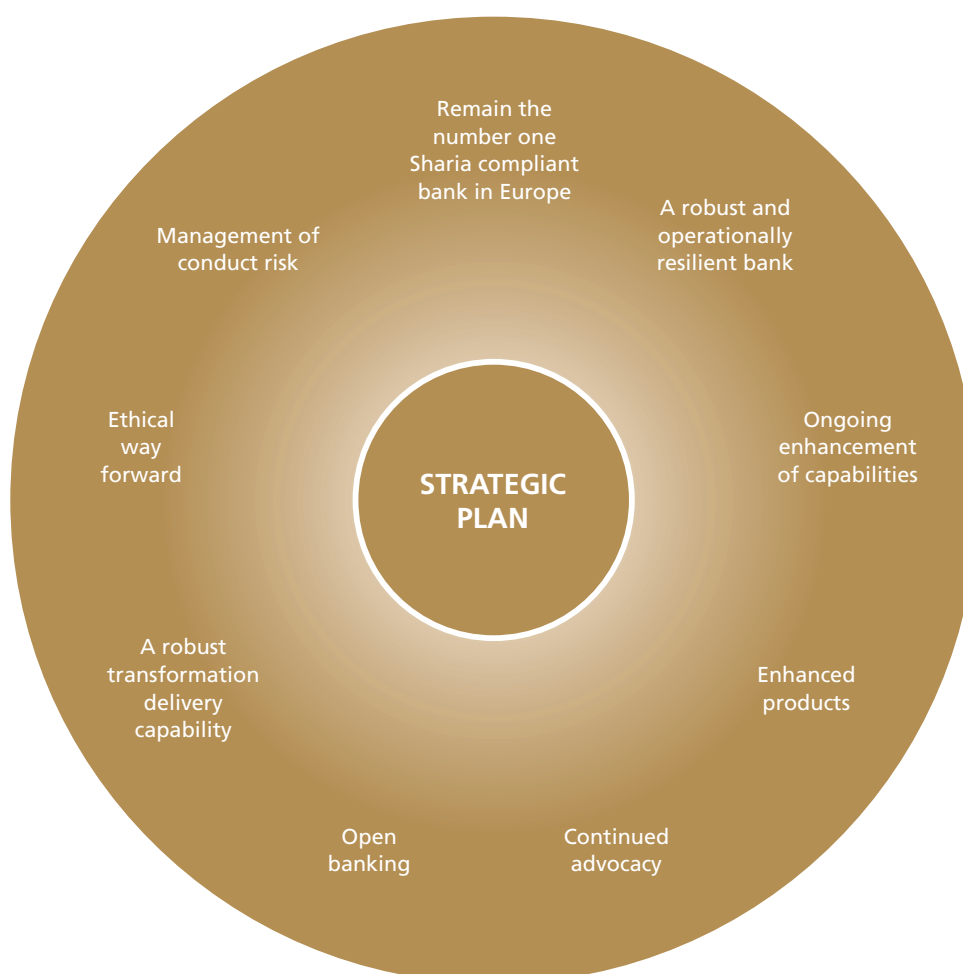 Remain the
number one
Sharia compliant
bank in Europe
A robust and
operationally
resilient bank
Ongoing
enhancement
of capabilities
Enhanced
products
Continued
advocacy
Open
banking
A robust
transformation
delivery
capability
Ethical
way
forward
Management of
conduct risk
STRATEGIC
PLAN